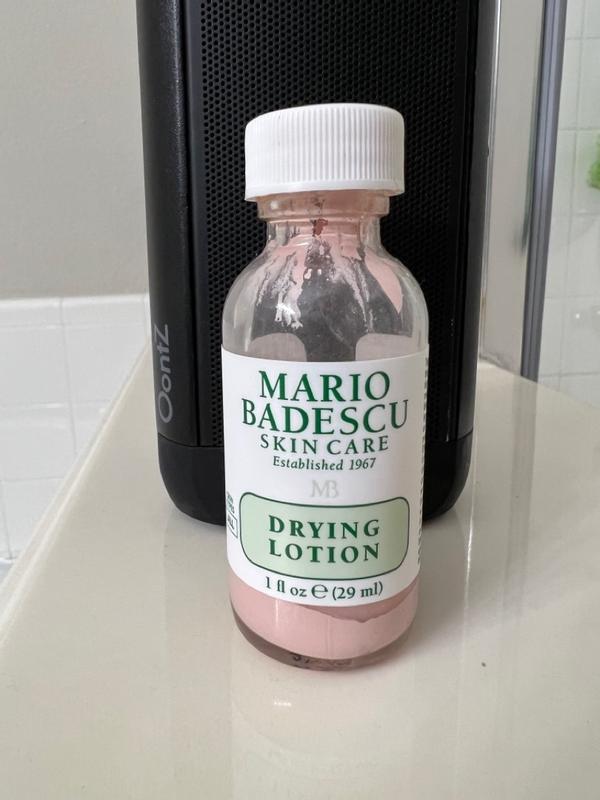 OontZ
MARIO
BADESCU
SKIN CARE
Established 1967
MB
DRYING
LOTION
1 fl oz ℮ (29 ml)